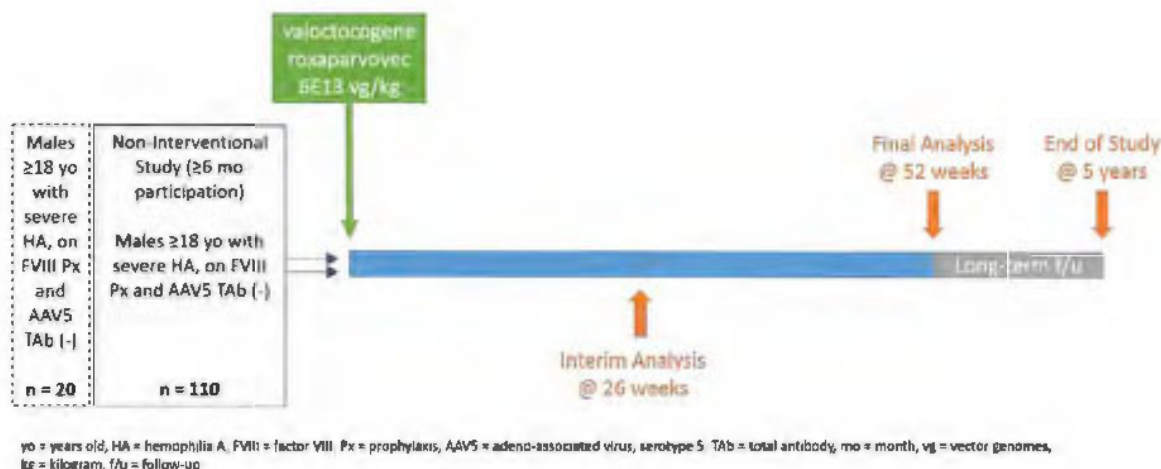 valoctocogene
roxaparvovec
6E13 vg/kg
Males
≥18 yo
with
severe
HA, on
FVIII Px
and
AAV5
TAb (-)
n = 20
Non-Interventional
Study (≥6 mo
participation)
Males ≥18 yo with
severe HA, on FVIII
Px and AAV5 TAb (-)
n = 110
Final Analysis
@ 52 weeks
End of Study
@ 5 years
Long-term f/u
Interim Analysis
@ 26 weeks
yo = years old, HA = hemophilia A, FVIII = factor VIII, Px = prophylaxis, AAV5 = adeno-associated virus, serotype 5, TAb = total antibody, mo = month, vg = vector genomes,
kg = kilogram, f/u = follow-up